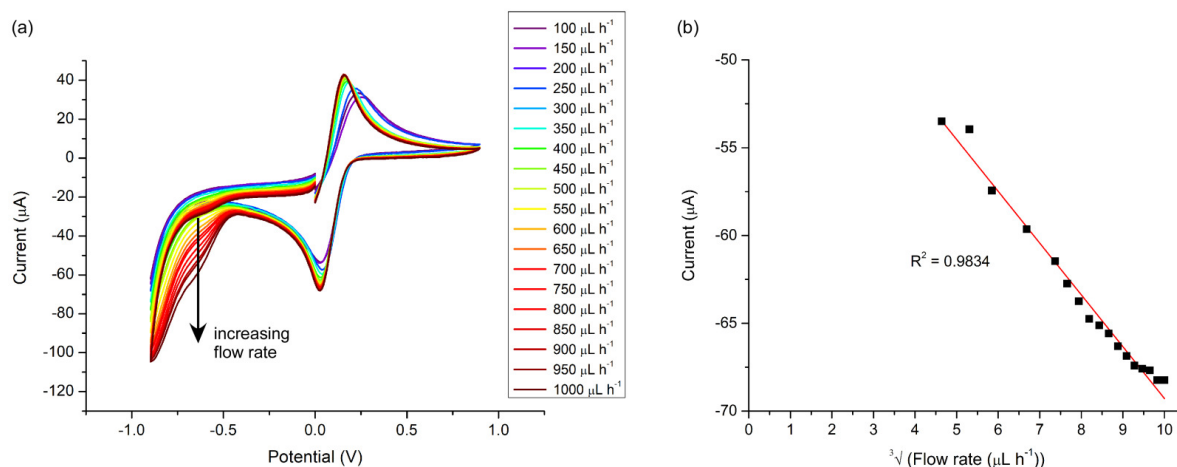 (a)
Current (μA)
40
20
0
-20
-40
-60
-80
-100
-120
-1.0
-0.5
0.0
0.5
1.0
Potential (V)
increasing
flow rate
100 μL h⁻¹
150 μL h⁻¹
200 μL h⁻¹
250 μL h⁻¹
300 μL h⁻¹
350 μL h⁻¹
400 μL h⁻¹
450 μL h⁻¹
500 μL h⁻¹
550 μL h⁻¹
600 μL h⁻¹
650 μL h⁻¹
700 μL h⁻¹
750 μL h⁻¹
800 μL h⁻¹
850 μL h⁻¹
900 μL h⁻¹
950 μL h⁻¹
1000 μL h⁻¹
(b)
Current (μA)
-50
-55
-60
-65
-70
R² = 0.9834
0 1 2 3 4 5 6 7 8 9 10
³√ (Flow rate (μL h⁻¹))